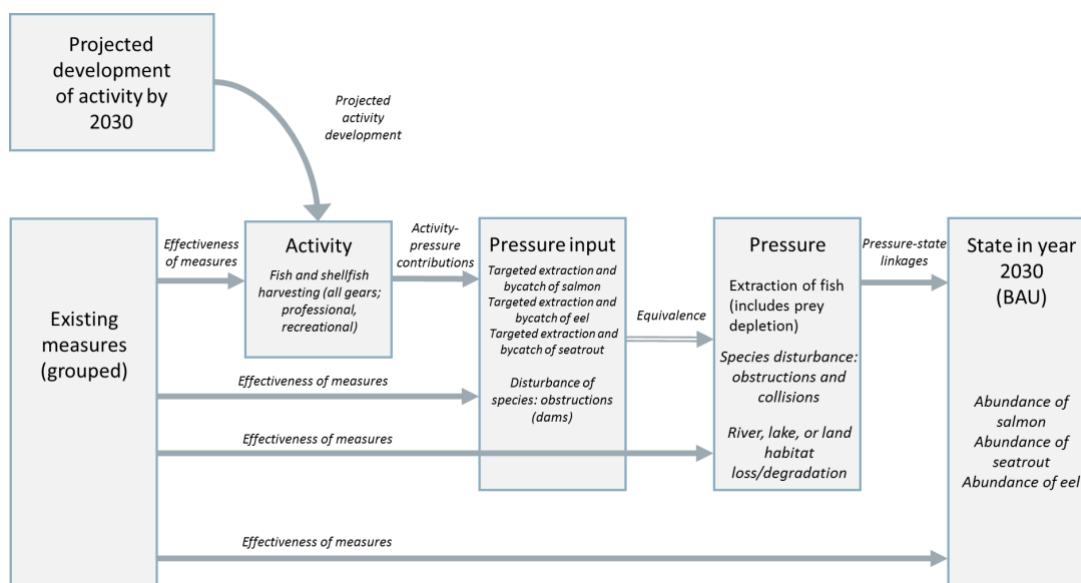 Projected
development
of activity by
2030
Projected
activity
development
Existing
measures
(grouped)
Effectiveness
of measures
Activity
Fish and shellfish
harvesting (all gears;
professional,
recreational)
Activity-
pressure
contributions
Pressure input
Targeted extraction and
bycatch of salmon
Targeted extraction and
bycatch of eel
Targeted extraction and
bycatch of seatrout
Disturbance of
species: obstructions
(dams)
Equivalence
Pressure
Extraction of fish
(includes prey
depletion)
Species disturbance:
obstructions and
collisions
River, lake, or land
habitat
loss/degradation
Pressure-state
linkages
State in year
2030
(BAU)
Abundance of
salmon
Abundance of
seatrout
Abundance of eel
Effectiveness of measures
Effectiveness of measures
Effectiveness of measures